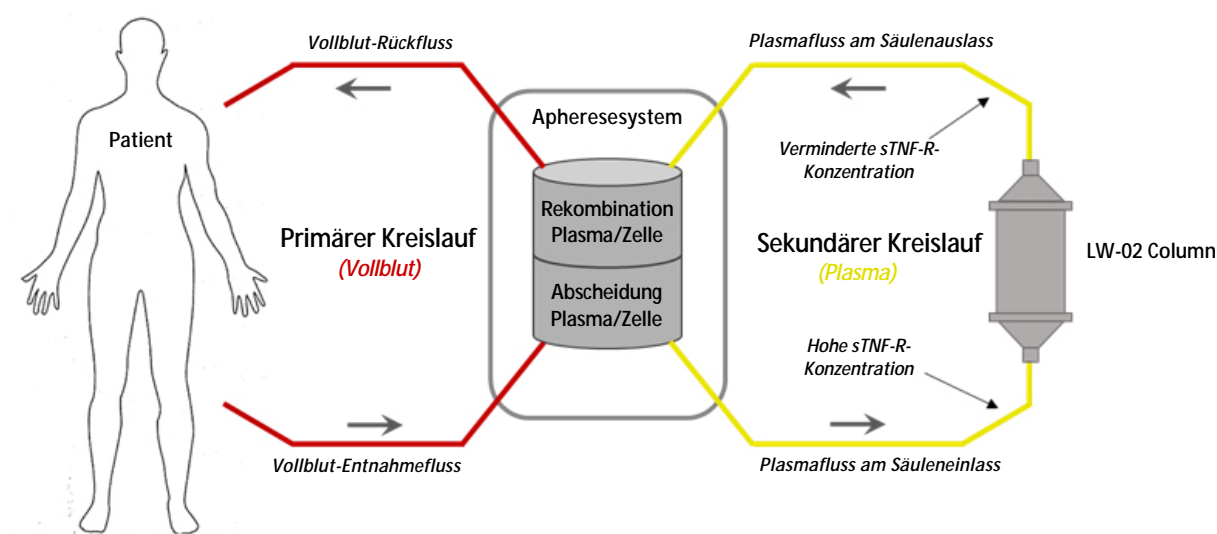 Vollblut-Rückfluss
Plasmafluss am Säulenauslass
Apheresesystem
Patient
Verminderte sTNF-R-
Konzentration
Rekombination
Plasma/Zelle
Primärer Kreislauf
(Vollblut)
Sekundärer Kreislauf
(Plasma)
LW-02 Column
Abscheidung
Plasma/Zelle
Hohe sTNF-R-
Konzentration
Vollblut-Entnahmefluss
Plasmafluss am Säuleneinlass